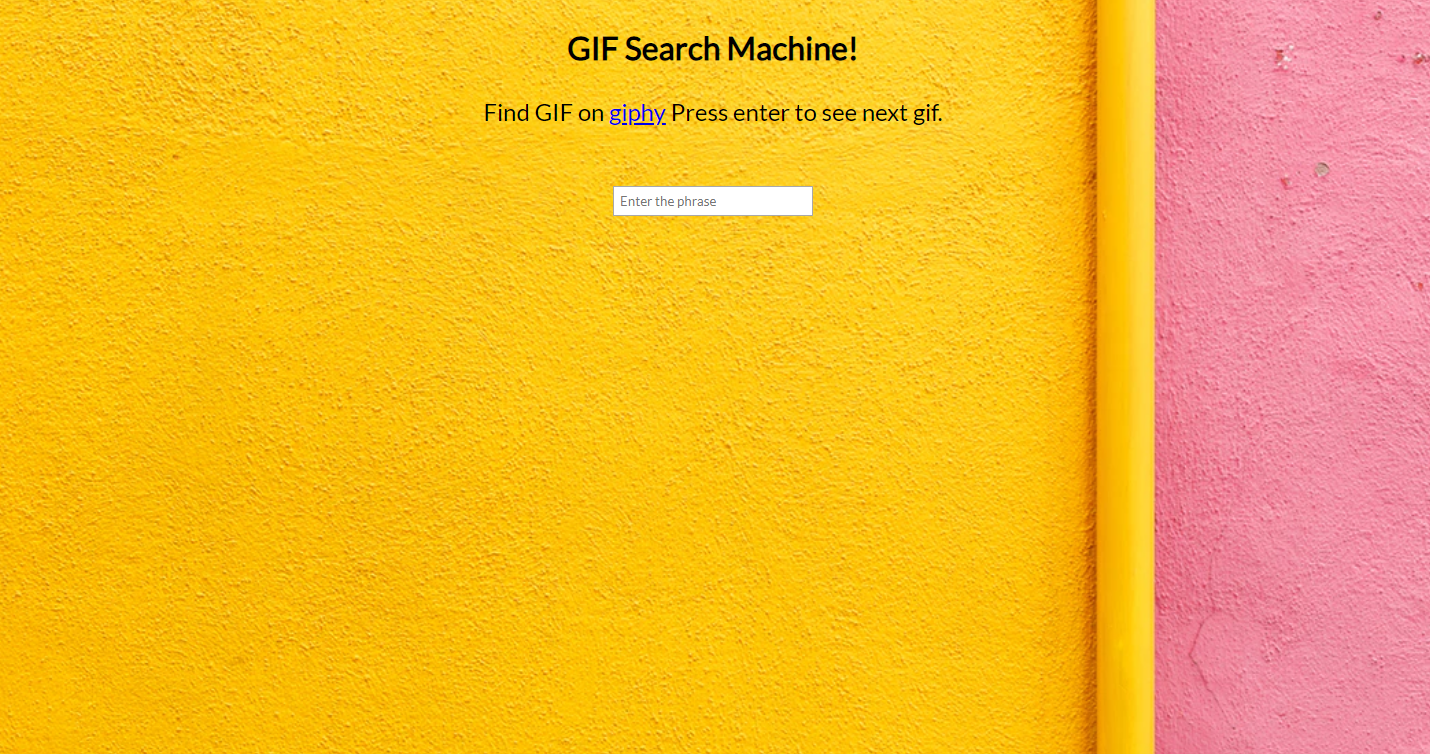 GIF Search Machine!
Find GIF on giphy Press enter to see next gif.
Enter the phrase